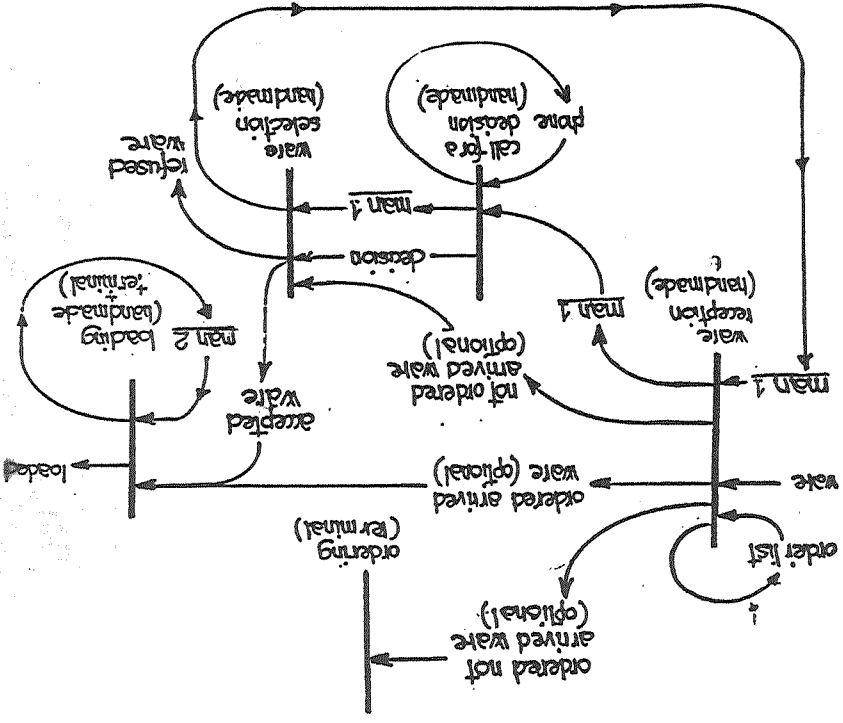 ordered not
arrived ware
(optional)
order list
ordering
(terminal)
ware
ordered arrived
ware (optional)
loaded
accepted
ware
man 1
not ordered
arrived ware
(optional)
man 1
man 2
loading
(handmade
+
terminal)
ware
reception
(handmade)
decision
man 1
refused
ware
phone
call for a
decision
(handmade)
ware
selection
(handmade)